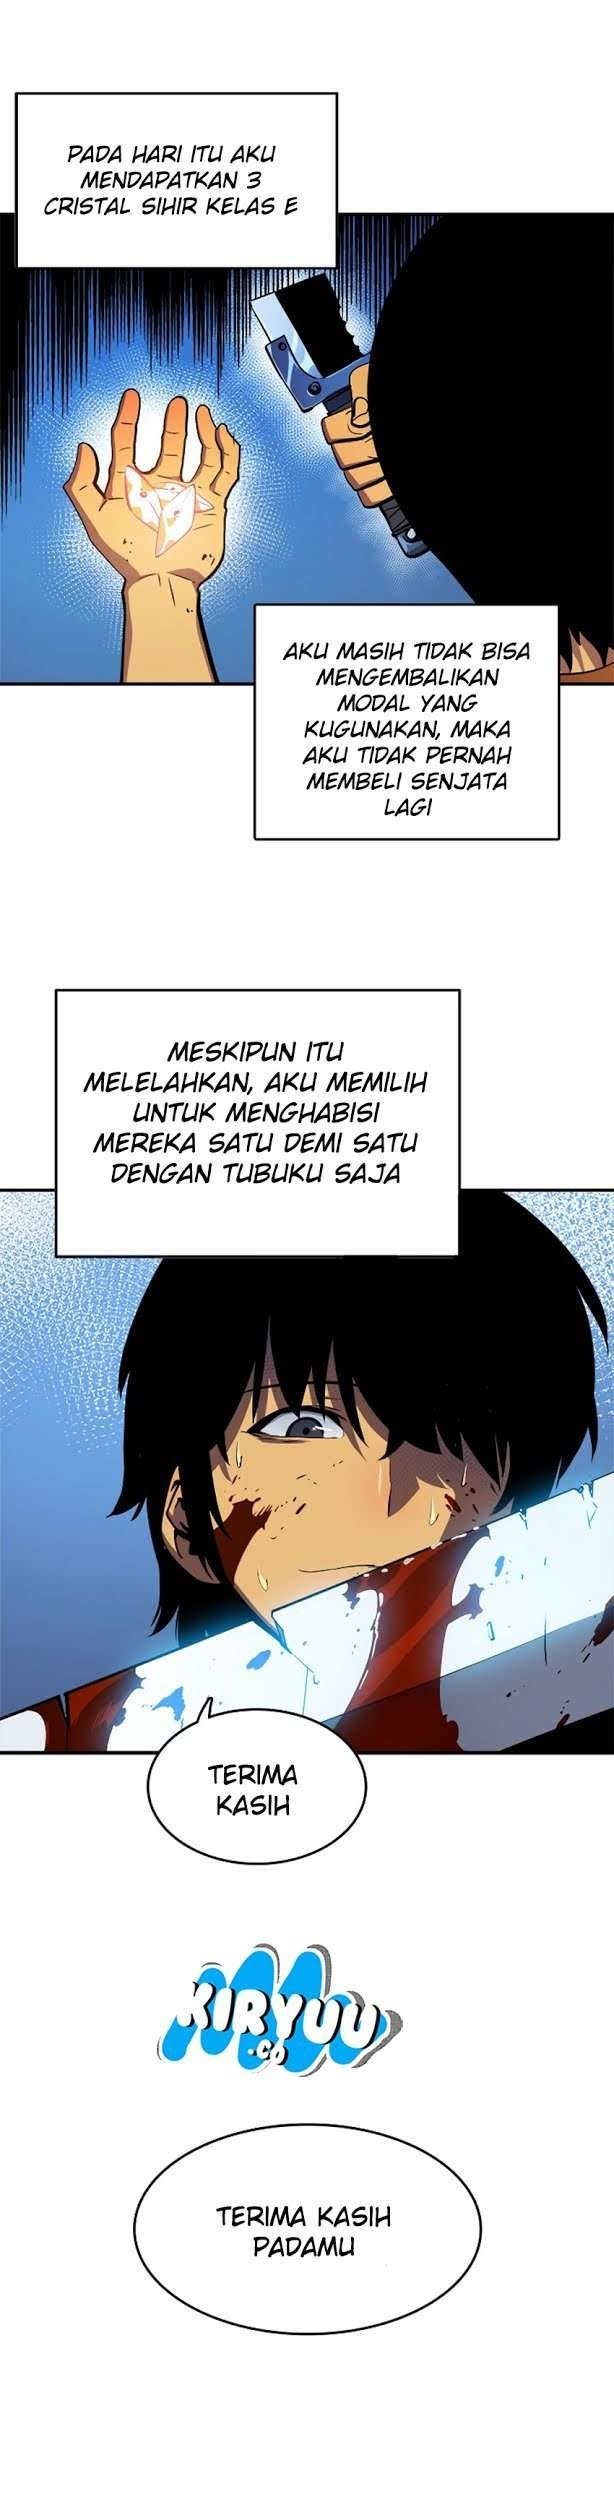 PADA HARI ITU AKU
MENDAPATKAN 3
CRISTAL SIHIR KELAS E
AKU MASIH TIDAK BISA
MENGEMBALIKAN
MODAL YANG
KUGUNAKAN, MAKA
AKU TIDAK PERNAH
MEMBELI SENJATA
LAGI
MESKIPUN ITU
MELELAHKAN, AKU MEMILIH
UNTUK MENGHABISI
MEREKA SATU DEMI SATU
DENGAN TUBUKU SAJA
TERIMA
KASIH
KIRYUU
.CO
TERIMA KASIH
PADAMU